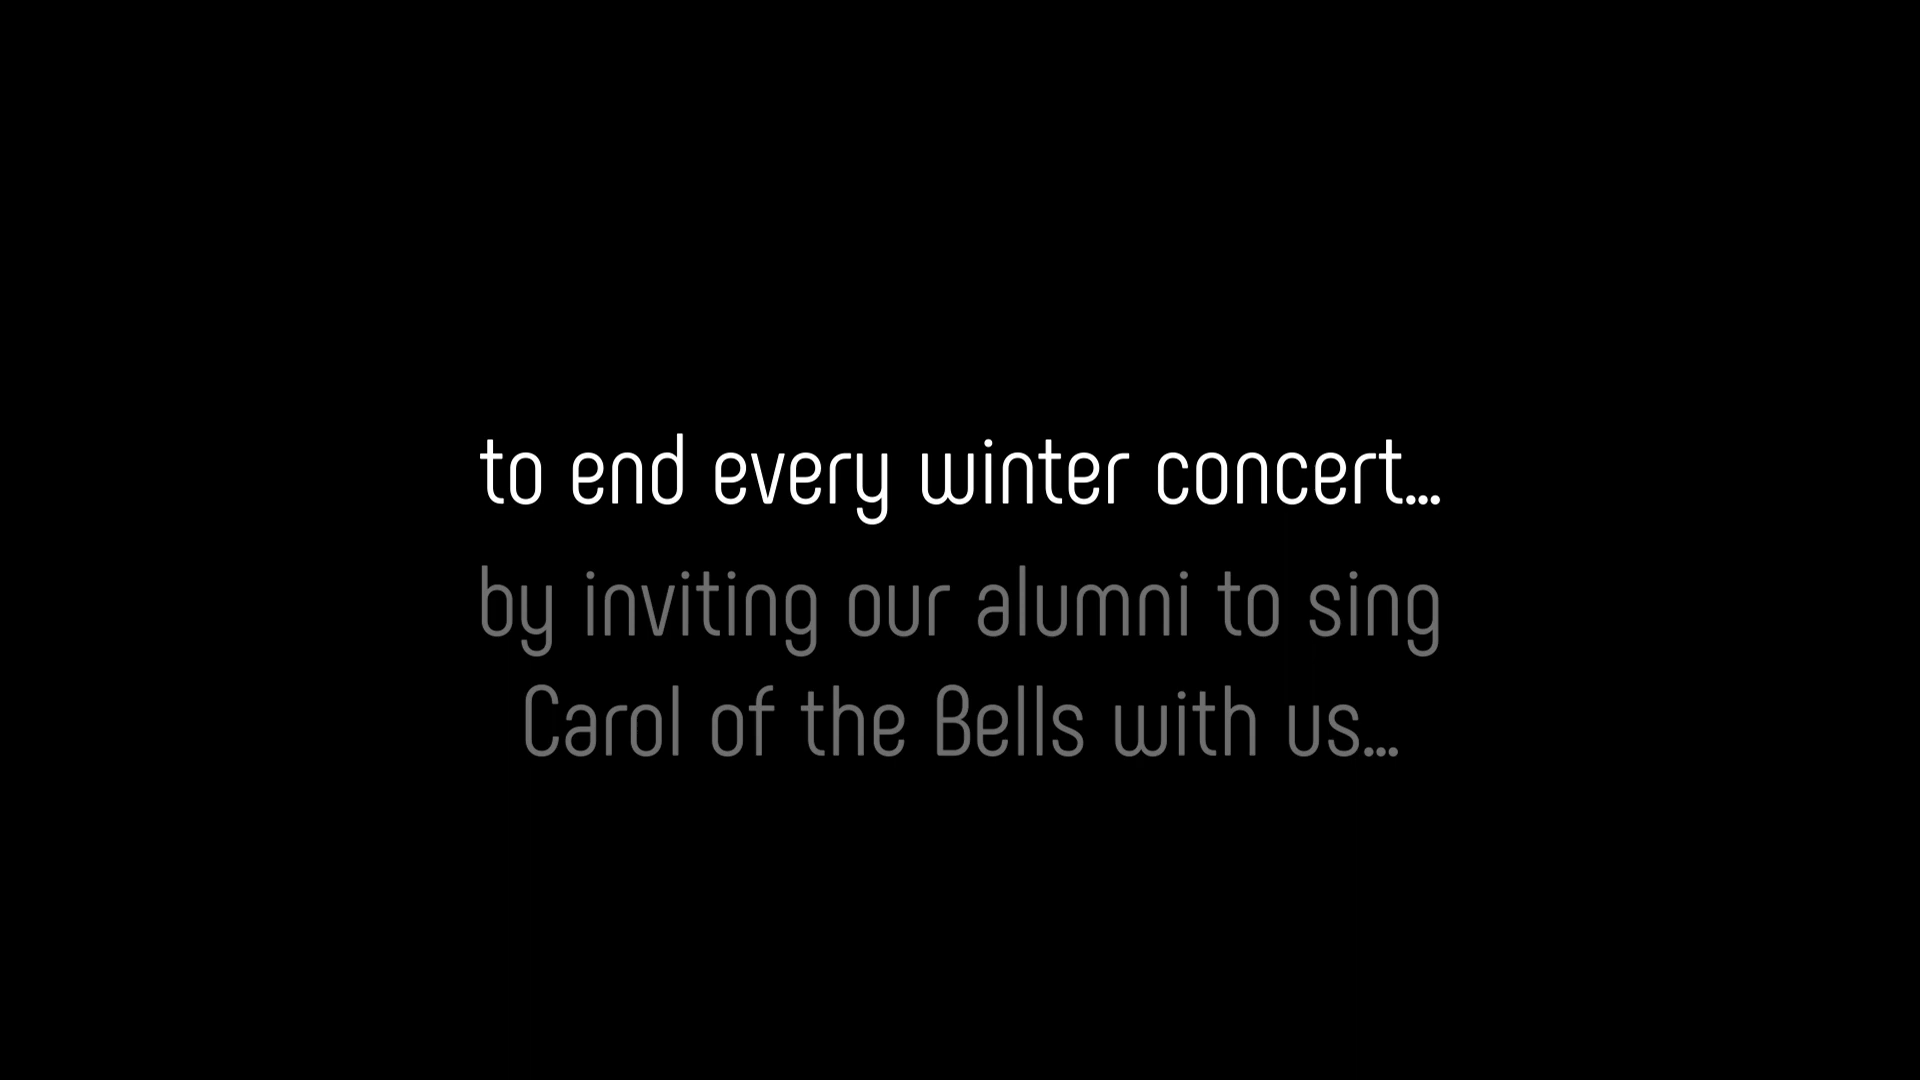 to end every winter concert...
by inviting our alumni to sing
Carol of the Bells with us...